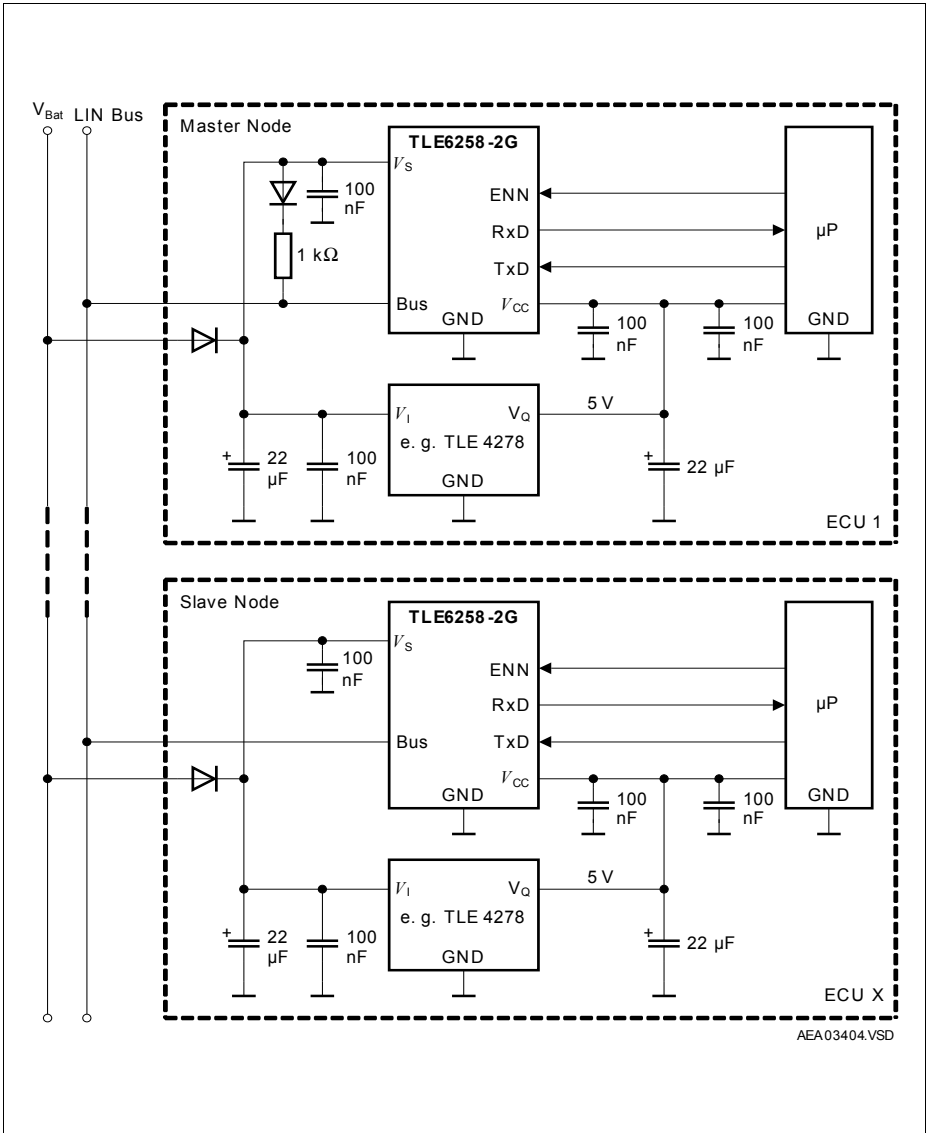 V_Bat LIN Bus
Master Node
TLE6258-2G
V_S
100
nF
1 kΩ
ENN
RxD
TxD
µP
Bus
V_CC
GND
GND
100
nF
100
nF
V_I
V_Q
5 V
e. g. TLE 4278
GND
+
22
µF
100
nF
+
22 µF
ECU 1
Slave Node
TLE6258-2G
V_S
100
nF
ENN
RxD
TxD
µP
Bus
V_CC
GND
GND
100
nF
100
nF
V_I
V_Q
5 V
e. g. TLE 4278
GND
+
22
µF
100
nF
+
22 µF
ECU X
AEA03404.VSD